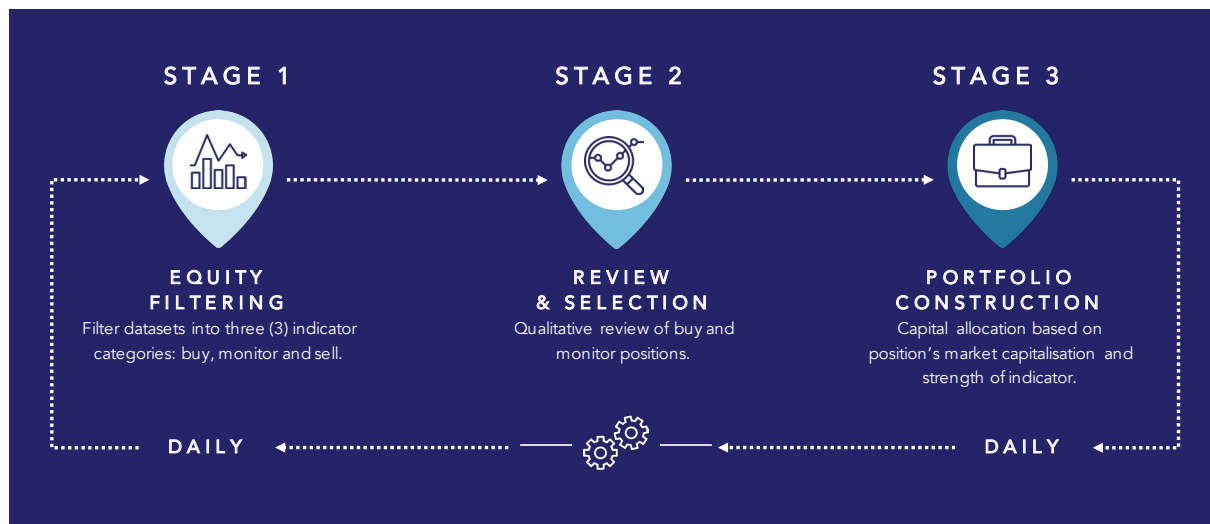 STAGE 1
STAGE 2
STAGE 3
EQUITY
FILTERING
Filter datasets into three (3) indicator
categories: buy, monitor and sell.
REVIEW
& SELECTION
Qualitative review of buy and
monitor positions.
PORTFOLIO
CONSTRUCTION
Capital allocation based on
position’s market capitalisation and
strength of indicator.
DAILY
DAILY